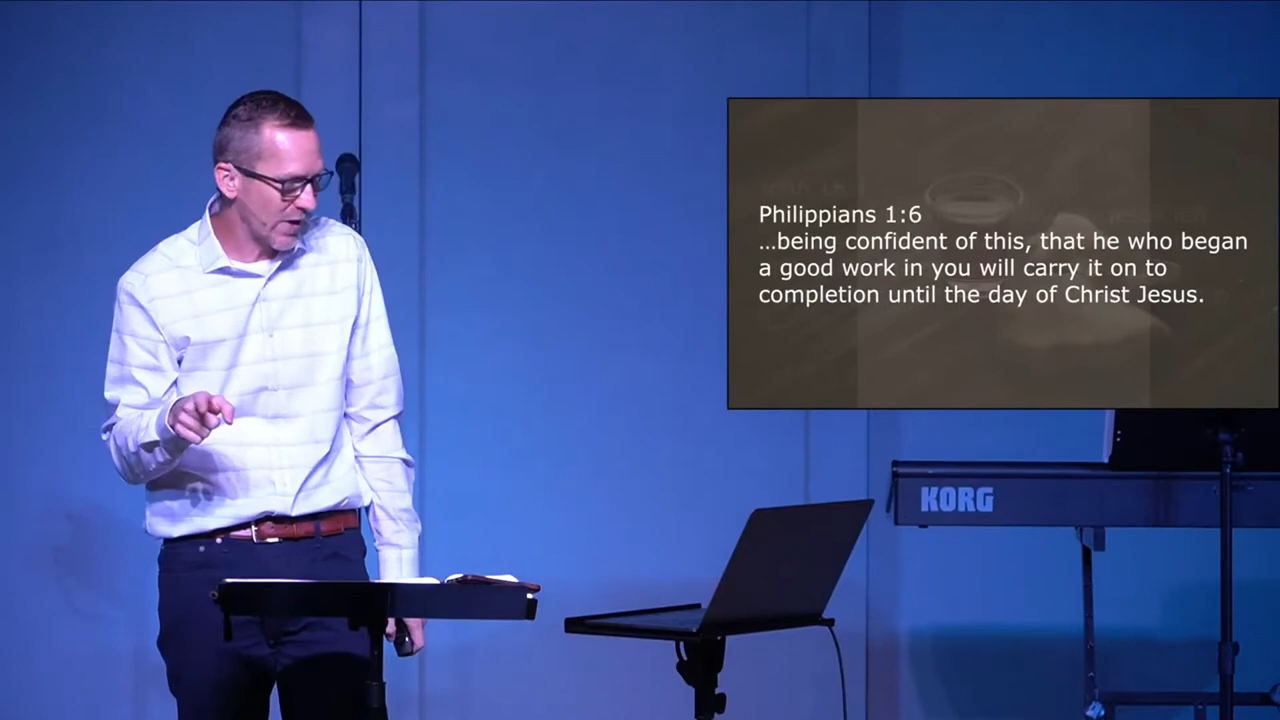 Philippians 1:6
...being confident of this, that he who began
a good work in you will carry it on to
completion until the day of Christ Jesus.
KORG